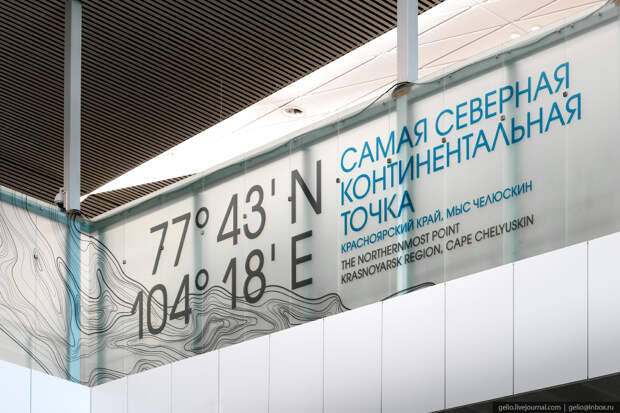 77° 43' N
104° 18' E
САМАЯ СЕВЕРНАЯ
КОНТИНЕНТАЛЬНАЯ
ТОЧКА
КРАСНОЯРСКИЙ КРАЙ, МЫС ЧЕЛЮСКИН
THE NORTHERNMOST POINT
KRASNOYARSK REGION, CAPE CHELYUSKIN
gelio.livejournal.com | gelio@inbox.ru